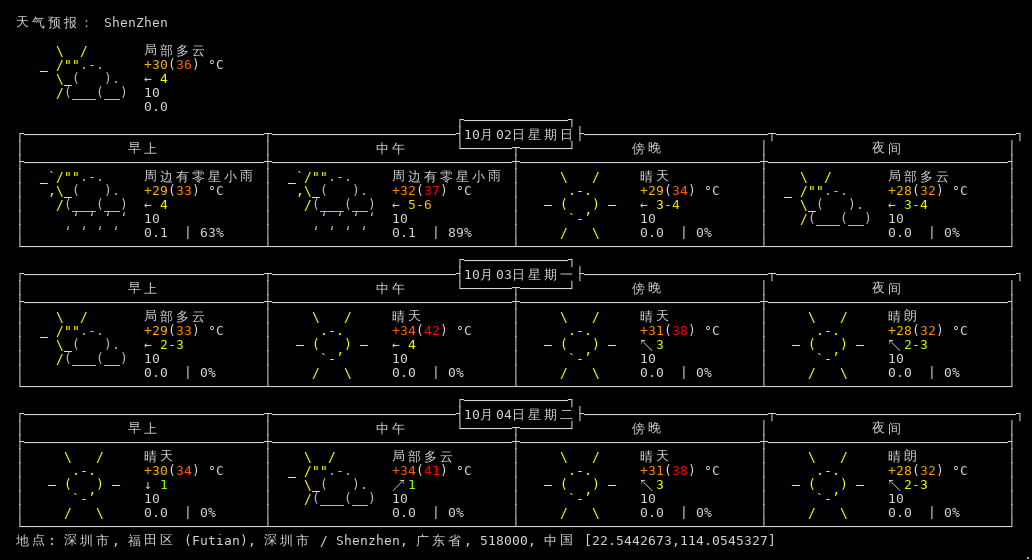 天气预报： ShenZhen
局部多云
+30(36) °C
← 4
10
0.0
10月02日星期日
早上 中午 傍晚 夜间
周边有零星小雨 周边有零星小雨 晴天 局部多云
+29(33) °C +32(37) °C +29(34) °C +28(32) °C
← 4 ← 5-6 ← 3-4 ← 3-4
10 10 10 10
0.1 | 63% 0.1 | 89% 0.0 | 0% 0.0 | 0%
10月03日星期一
早上 中午 傍晚 夜间
局部多云 晴天 晴天 晴朗
+29(33) °C +34(42) °C +31(38) °C +28(32) °C
← 2-3 ← 4 ↖ 3 ↖ 2-3
10 10 10 10
0.0 | 0% 0.0 | 0% 0.0 | 0% 0.0 | 0%
10月04日星期二
早上 中午 傍晚 夜间
晴天 局部多云 晴天 晴朗
+30(34) °C +34(41) °C +31(38) °C +28(32) °C
↓ 1 ↗ 1 ↖ 3 ↖ 2-3
10 10 10 10
0.0 | 0% 0.0 | 0% 0.0 | 0% 0.0 | 0%
地点: 深圳市, 福田区 (Futian), 深圳市 / Shenzhen, 广东省, 518000, 中国 [22.5442673,114.0545327]